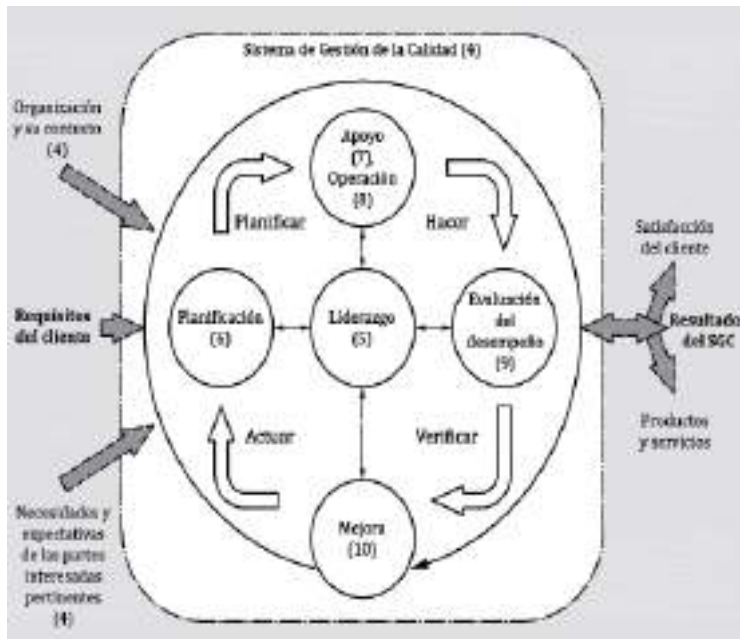 Sistema de Gestión de la Calidad (4)
Organización
y su contexto
(4)
Apoyo
(7),
Operación
(8)
Planificar
Hacer
Satisfacción
del cliente
Requisitos
del cliente
Planificación
(6)
Liderazgo
(5)
Evaluación
del
desempeño
(9)
Resultado
del SGC
Actuar
Verificar
Productos
y servicios
Necesidades y
expectativas
de las partes
interesadas
pertinentes
(4)
Mejora
(10)